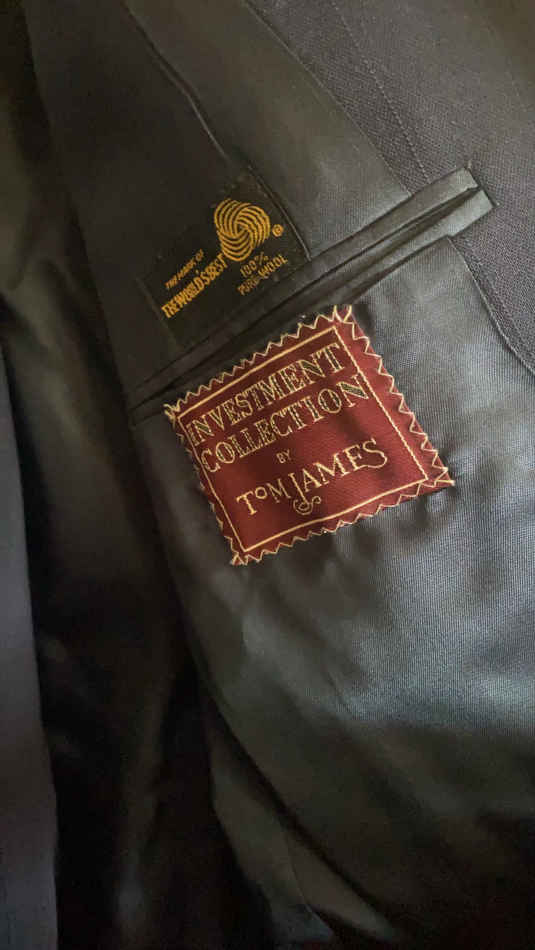 THE MARK OF
THE WORLD'S BEST
®
100%
PURE WOOL
INVESTMENT
COLLECTION
BY
TOM JAMES